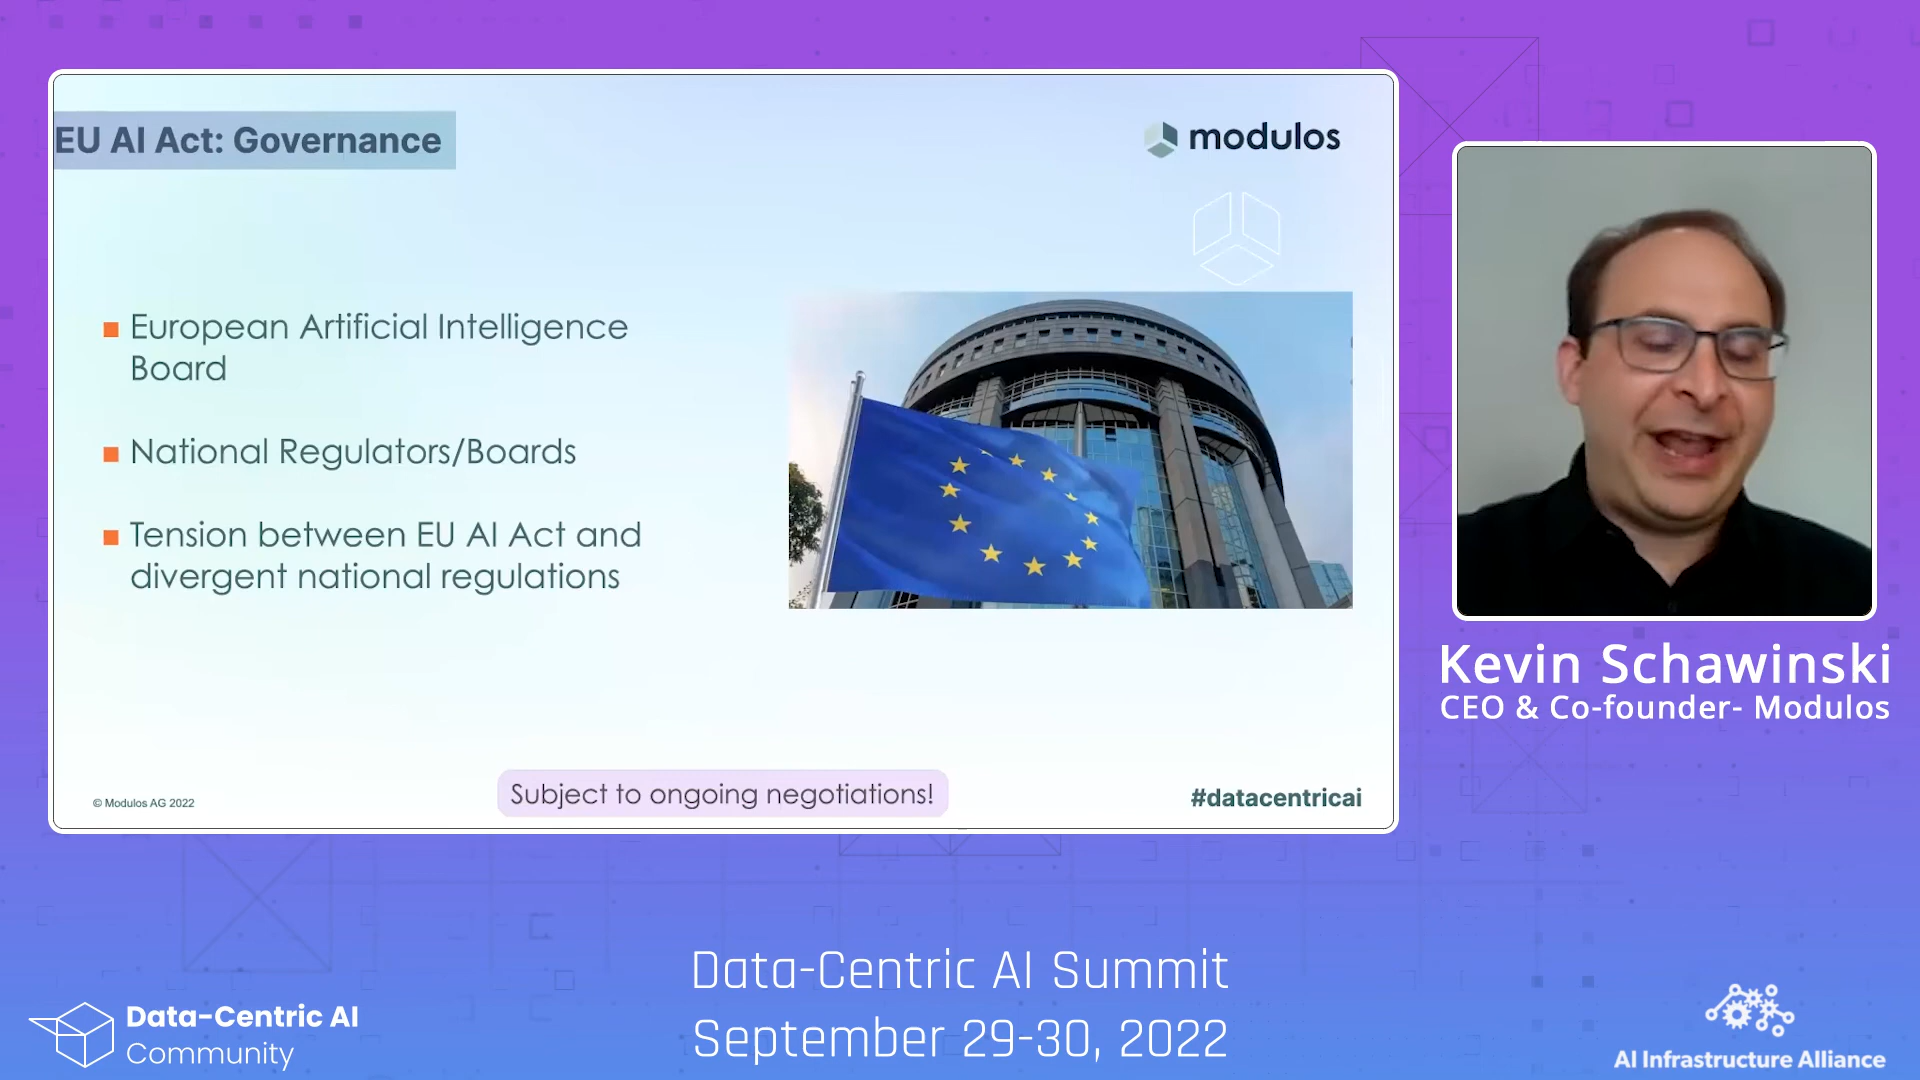 EU AI Act: Governance
modulos
European Artificial Intelligence
Board
National Regulators/Boards
Tension between EU AI Act and
divergent national regulations
© Modulos AG 2022
Subject to ongoing negotiations!
#datacentricai
Kevin Schawinski
CEO & Co-founder- Modulos
Data-Centric AI Summit
September 29-30, 2022
Data-Centric AI
Community
AI Infrastructure Alliance